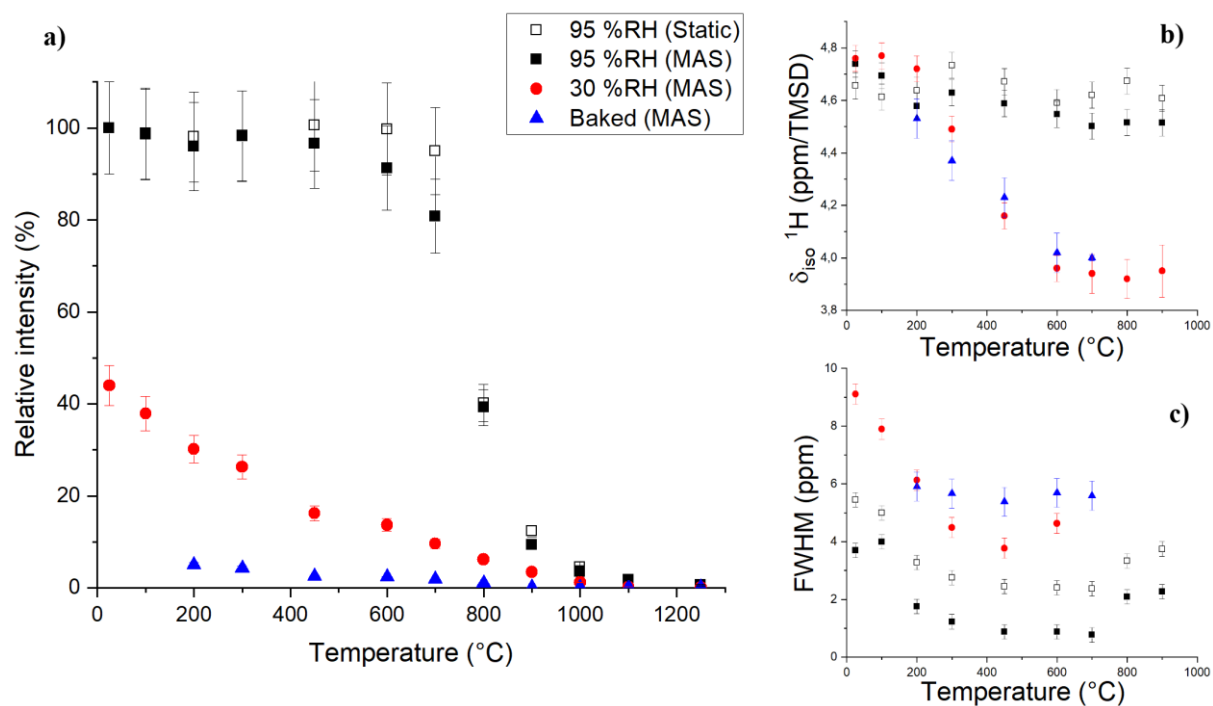 a)
95 %RH (Static)
95 %RH (MAS)
30 %RH (MAS)
Baked (MAS)
Relative intensity (%)
100
80
60
40
20
0
0 200 400 600 800 1000 1200
Temperature (°C)
b)
δiso ¹H (ppm/TMSD)
4,8
4,6
4,4
4,2
4,0
3,8
0 200 400 600 800 1000
Temperature (°C)
c)
FWHM (ppm)
10
8
6
4
2
0
0 200 400 600 800 1000
Temperature (°C)